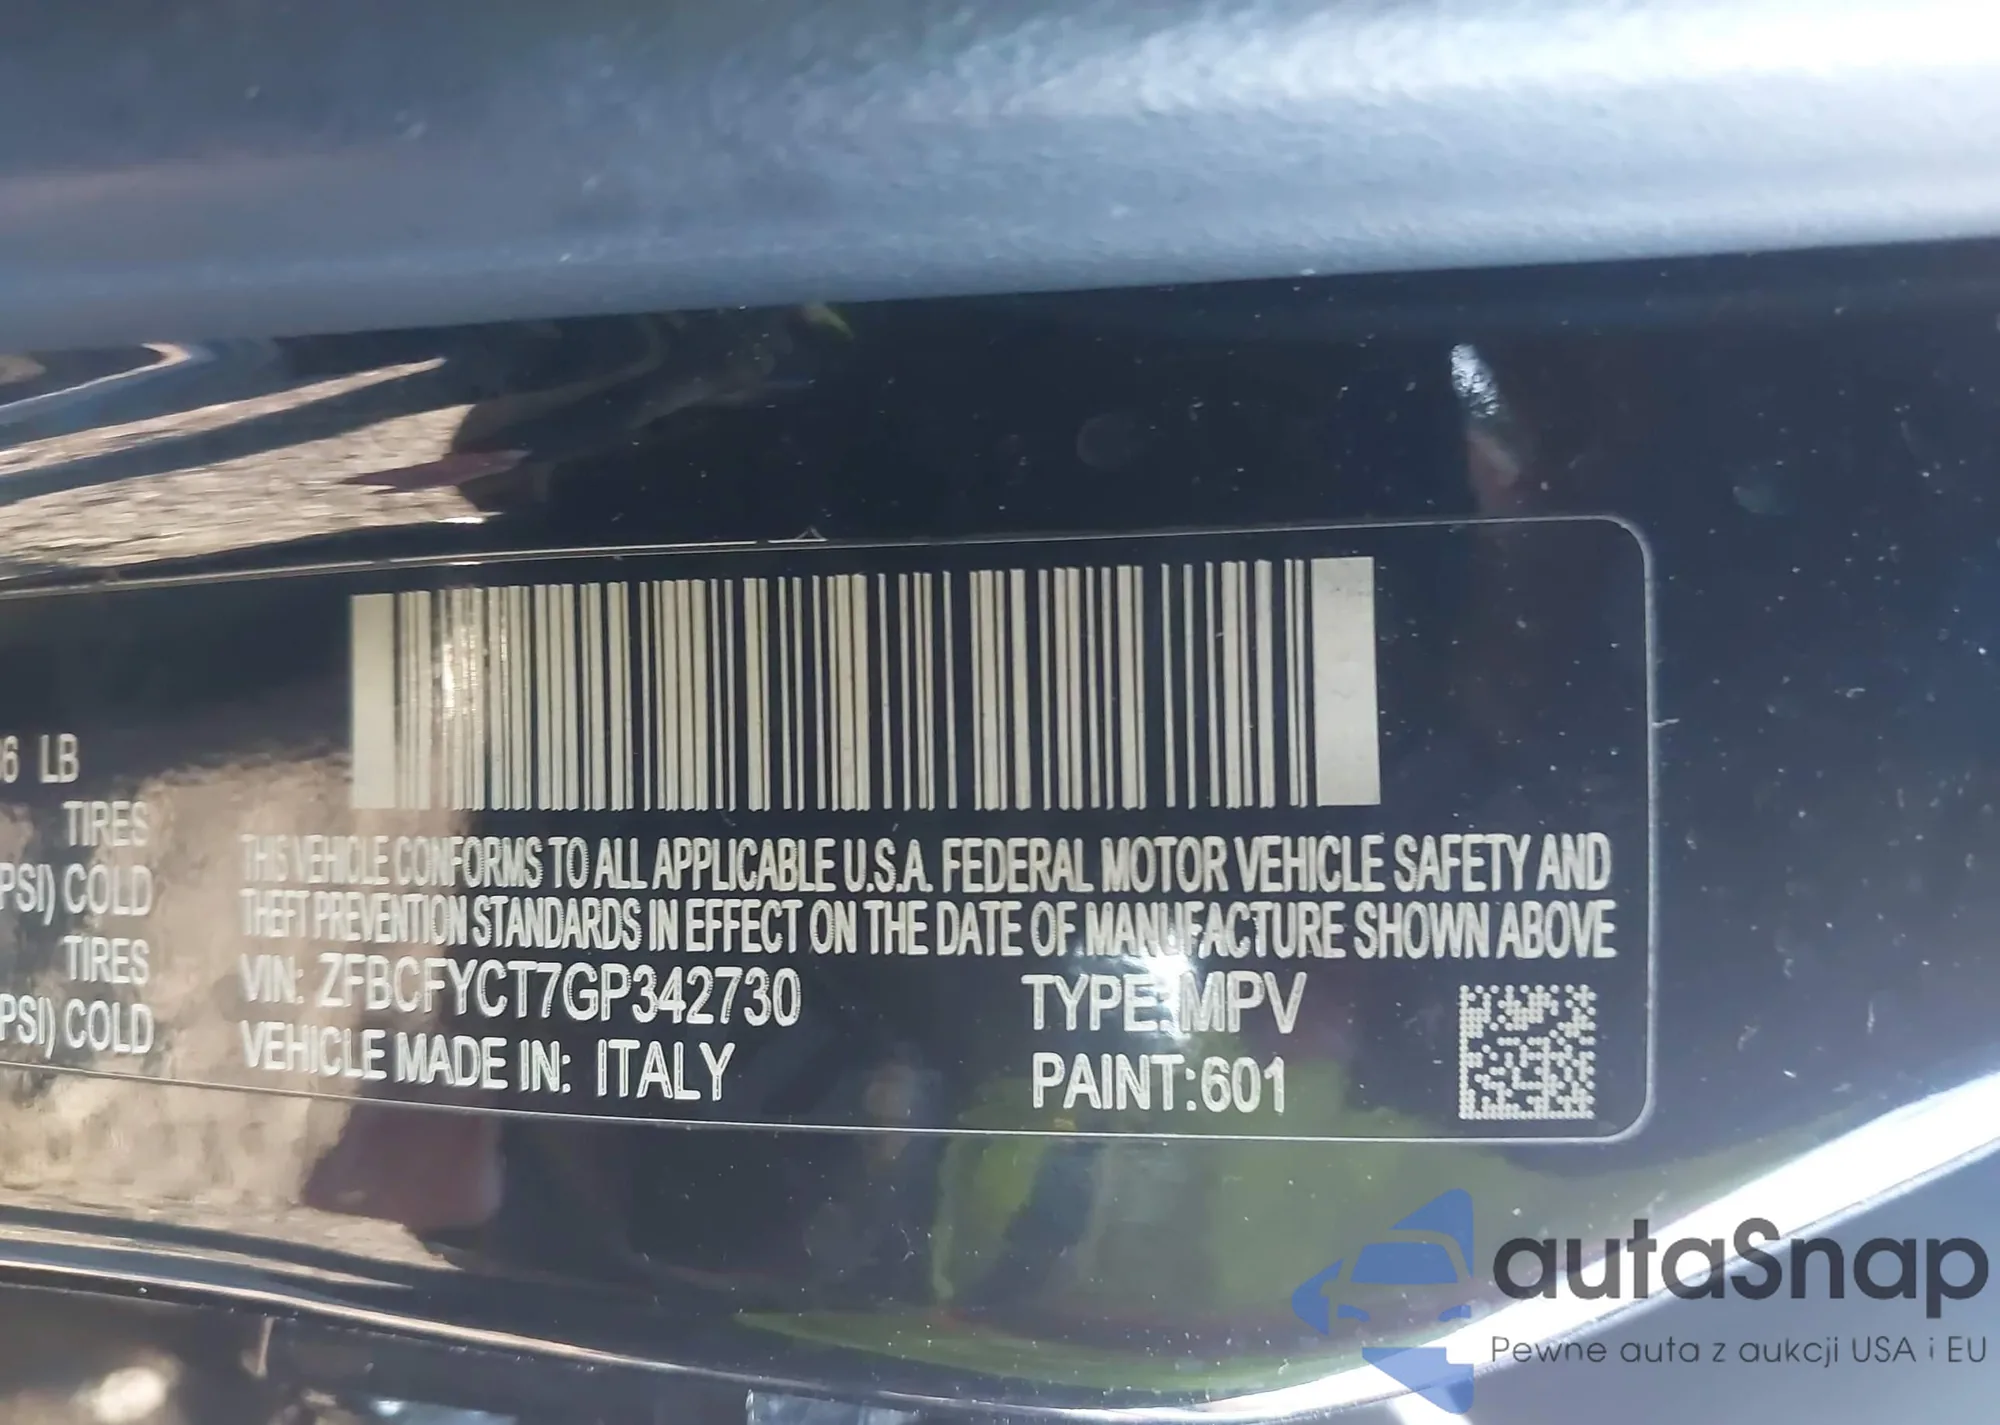 LB
TIRES
PSI) COLD
TIRES
PSI) COLD
THIS VEHICLE CONFORMS TO ALL APPLICABLE U.S.A. FEDERAL MOTOR VEHICLE SAFETY AND
THEFT PREVENTION STANDARDS IN EFFECT ON THE DATE OF MANUFACTURE SHOWN ABOVE
VIN: ZFBCFYCT7GP342730 TYPE: MPV
VEHICLE MADE IN: ITALY PAINT:601
autaSnap
Pewne auta z aukcji USA i EU